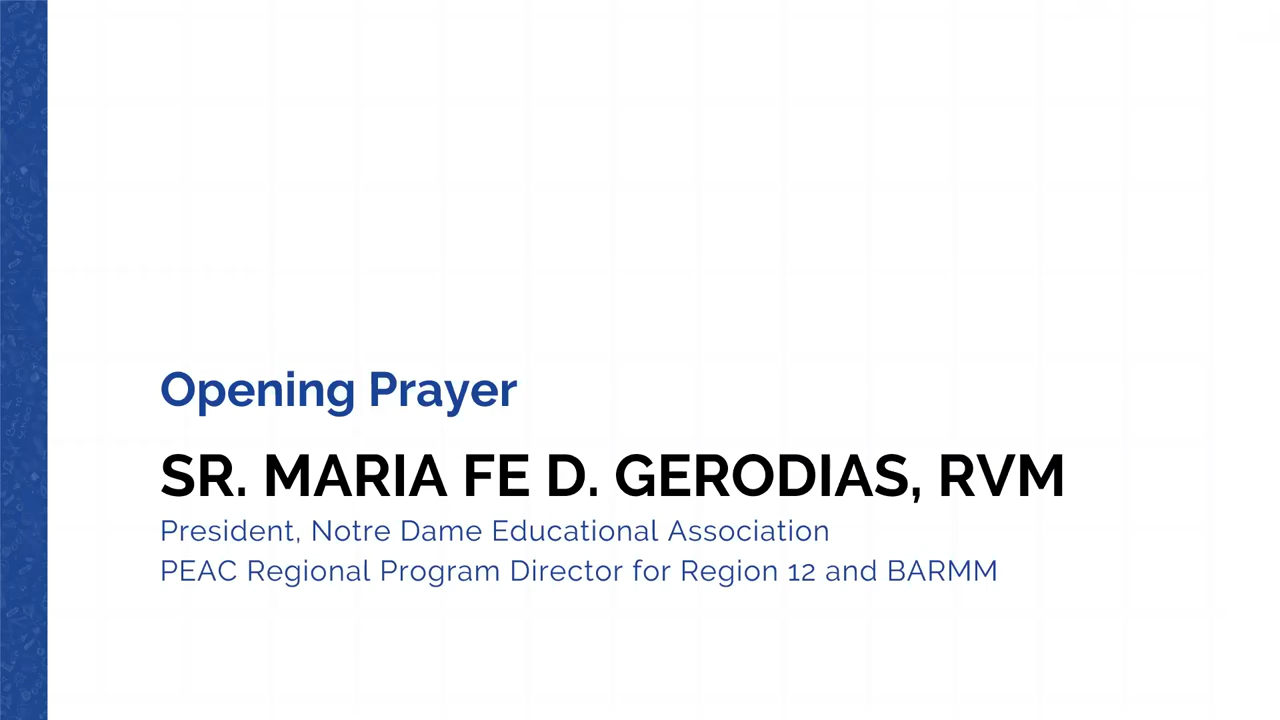 Opening Prayer
SR. MARIA FE D. GERODIAS, RVM
President, Notre Dame Educational Association
PEAC Regional Program Director for Region 12 and BARMM